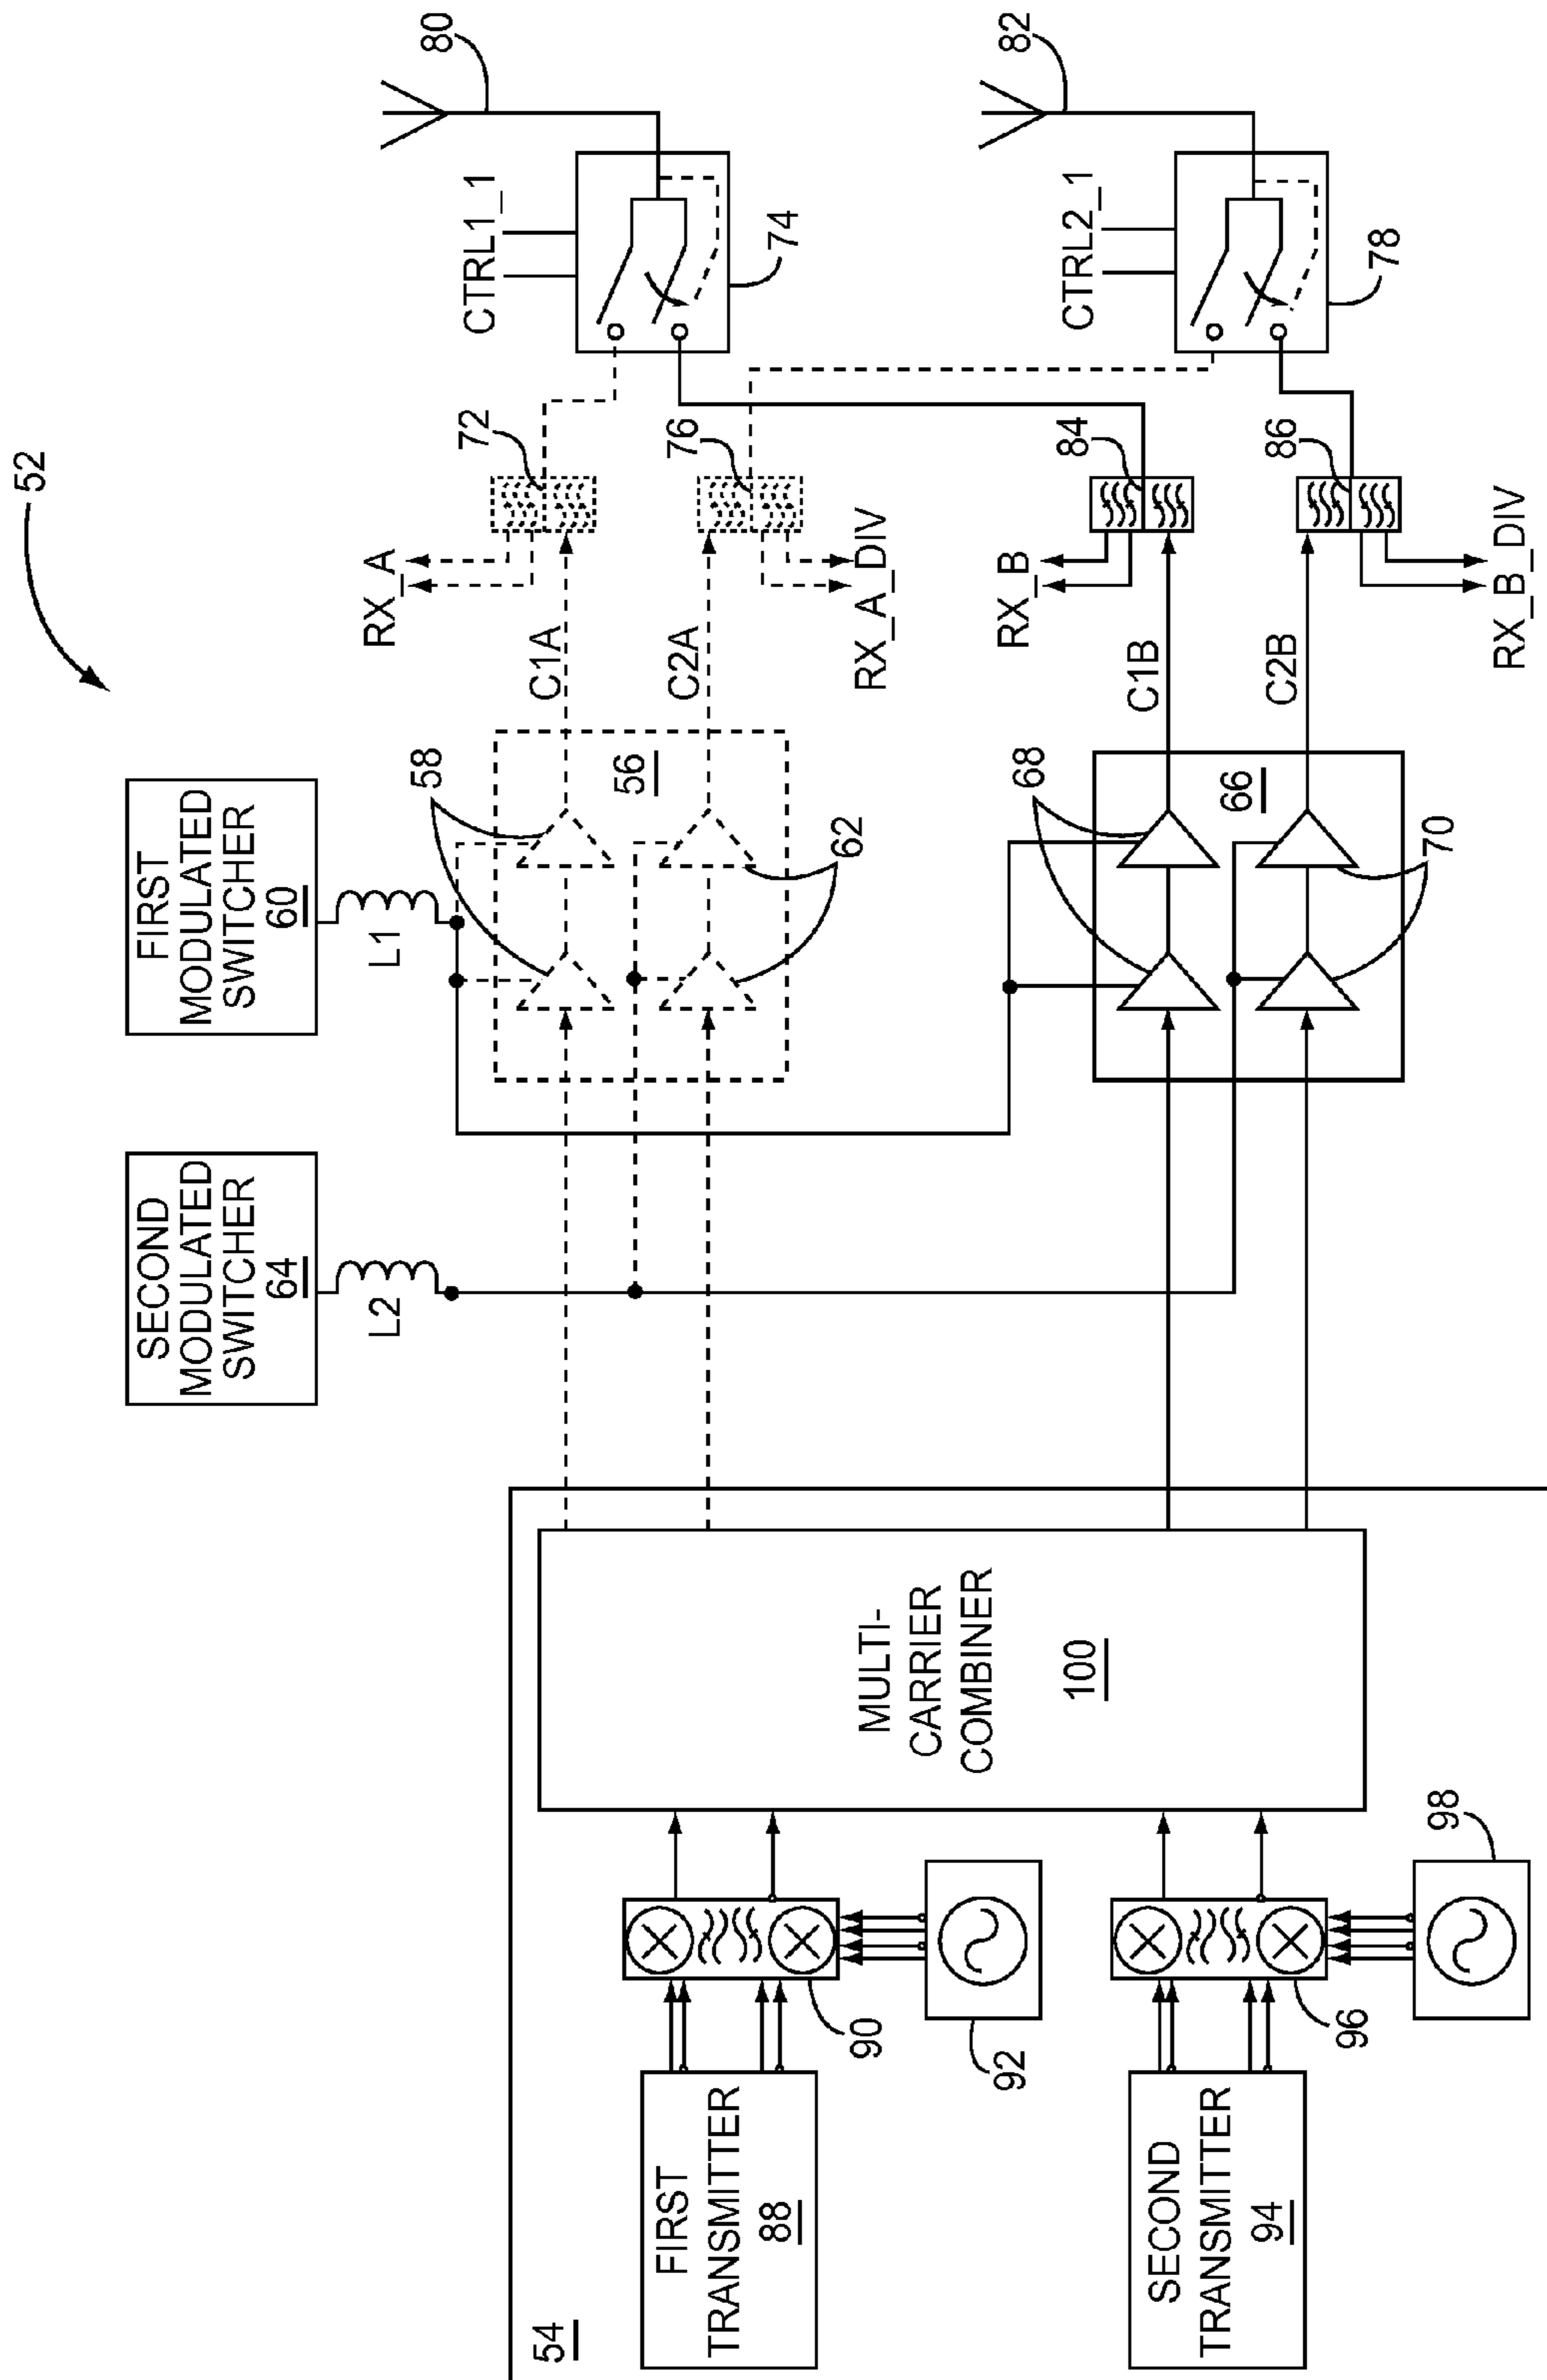 52
FIRST
MODULATED
SWITCHER
60
SECOND
MODULATED
SWITCHER
64
L1
L2
54
FIRST
TRANSMITTER
88
90
92
SECOND
TRANSMITTER
94
96
98
MULTI-
CARRIER
COMBINER
100
58
56
62
68
66
70
C1A
C2A
C1B
C2B
RX_A
RX_A_DIV
RX_B
RX_B_DIV
72
76
84
86
CTRL1_1
74
80
CTRL2_1
78
82